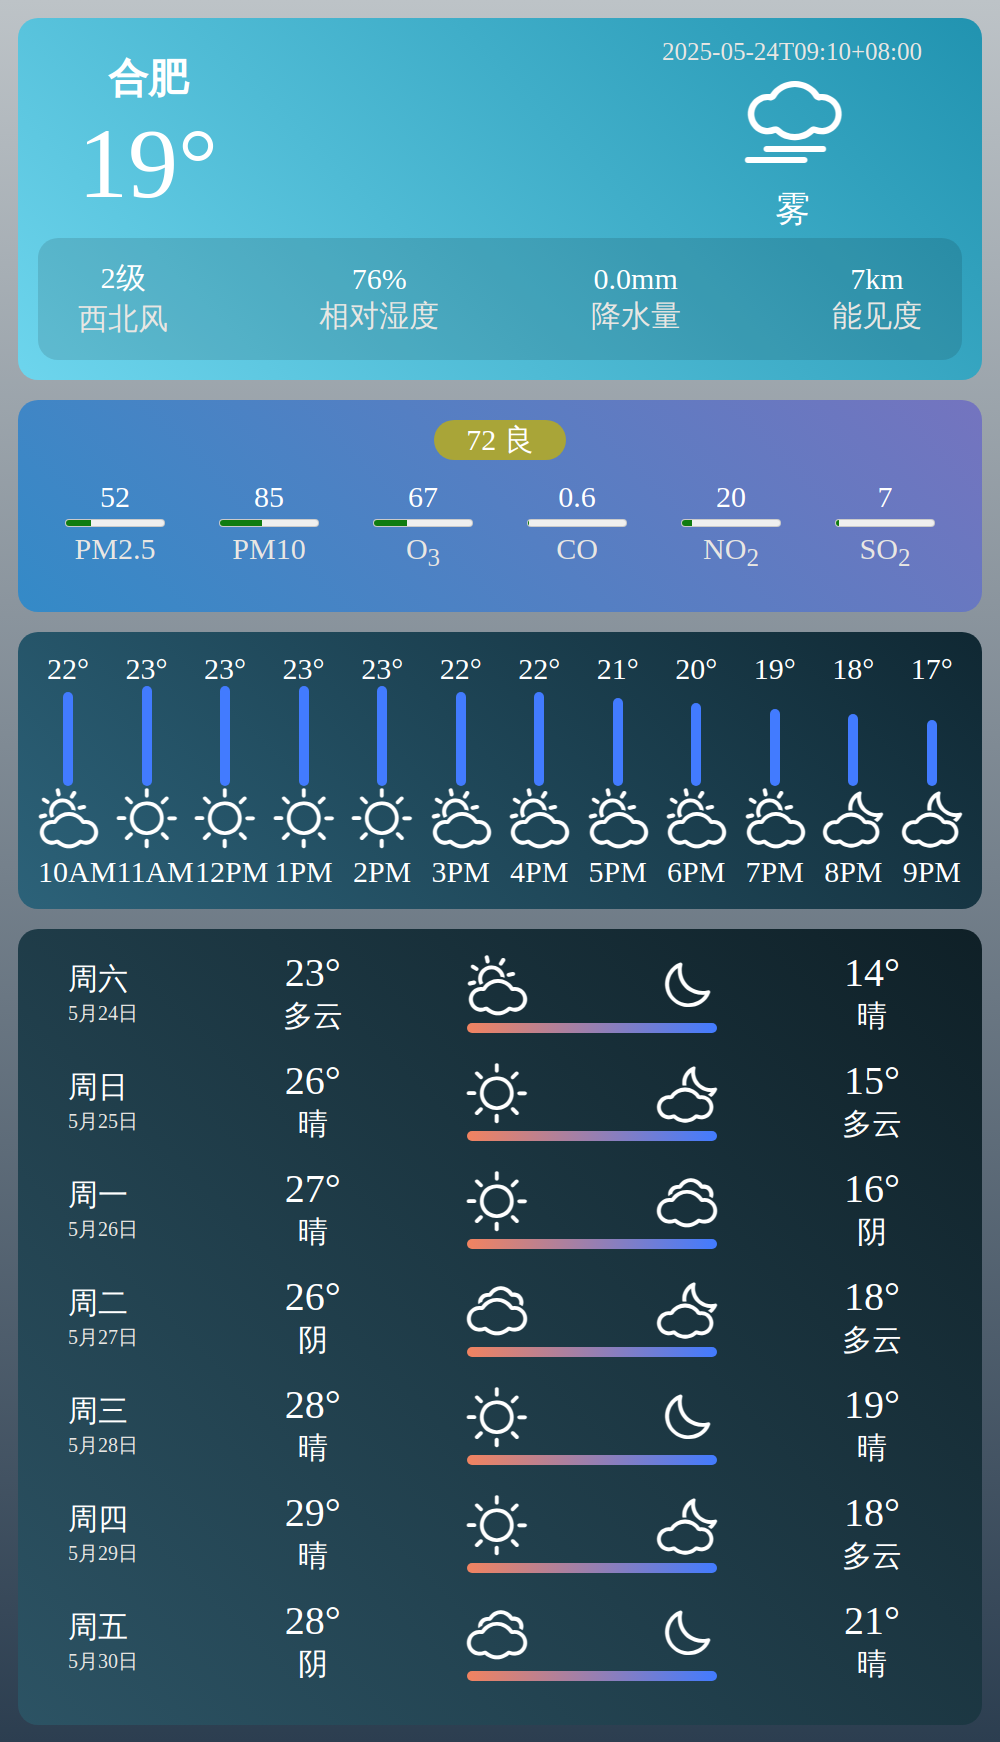 合肥
19°
2025-05-24T09:10+08:00
雾
2级 76% 0.0mm 7km
西北风 相对湿度 降水量 能见度
72 良
52 85 67 0.6 20 7
PM2.5 PM10 O3 CO NO2 SO2
22° 23° 23° 23° 23° 22° 22° 21° 20° 19° 18° 17°
10AM 11AM 12PM 1PM 2PM 3PM 4PM 5PM 6PM 7PM 8PM 9PM
周六 23° 14°
5月24日 多云 晴
周日 26° 15°
5月25日 晴 多云
周一 27° 16°
5月26日 晴 阴
周二 26° 18°
5月27日 阴 多云
周三 28° 19°
5月28日 晴 晴
周四 29° 18°
5月29日 晴 多云
周五 28° 21°
5月30日 阴 晴